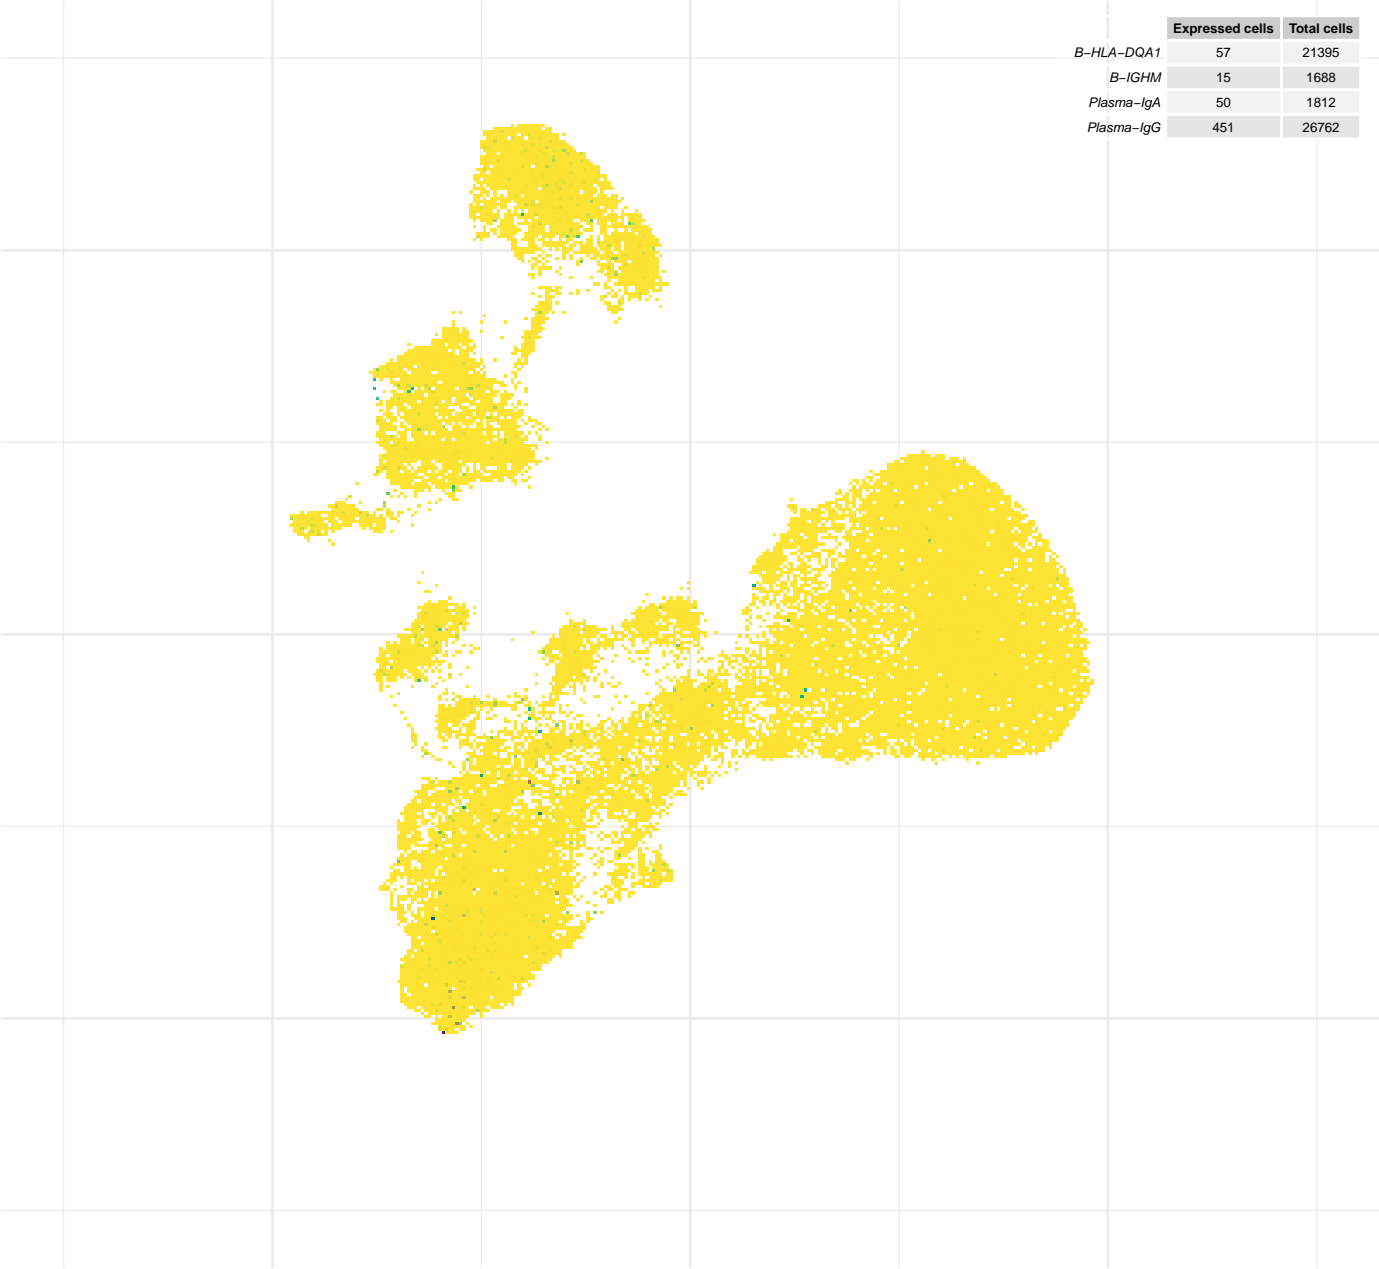 Expressed cells Total cells
B−HLA−DQA1 57 21395
B−IGHM 15 1688
Plasma−IgA 50 1812
Plasma−IgG 451 26762